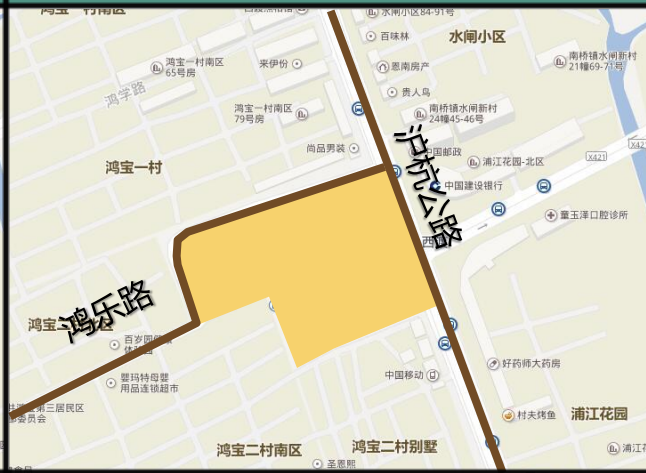 水闸小区84-91号
百味林
水闸小区
鸿宝一村南区
65号房
来伊份
恩南房产
南桥镇水闸新村
21幢69-71号
鸿学路
贵人鸟
鸿宝一村南区
79号房
南桥镇水闸新村
24幢45-46号
尚品男装
中国邮政
X421
X421
鸿宝一村
浦江花园-北区
沪杭公路
中国建设银行
童玉泽口腔诊所
西
鸿乐路
鸿宝二
百岁园
好药师大药房
婴玛特母婴
用品连锁超市
中国移动
第三居民区
委员会
村夫烤鱼
浦江花园
鸿宝二村南区
鸿宝二村别墅
浦江花
圣恩熙